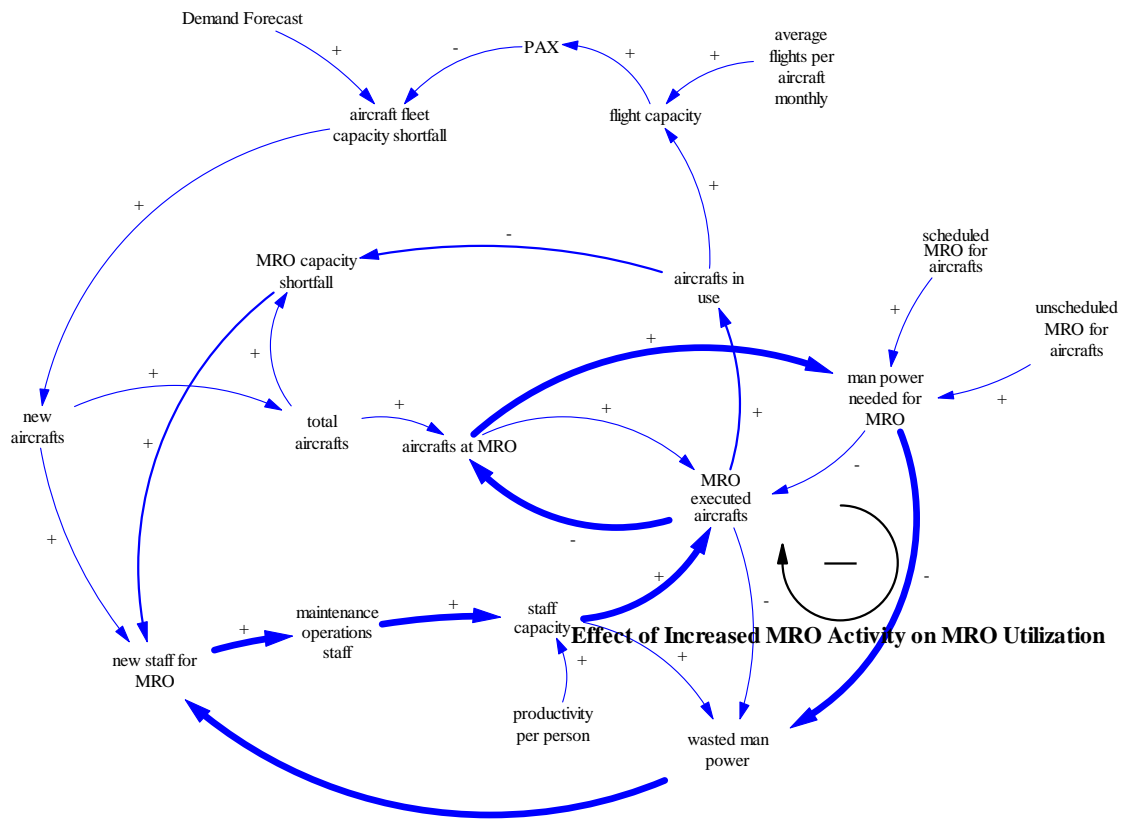 Demand Forecast
+
-
PAX
+
+
average
flights per
aircraft
monthly
aircraft fleet
capacity shortfall
flight capacity
+
+
-
scheduled
MRO for
aircrafts
MRO capacity
shortfall
aircrafts in
use
+
unscheduled
MRO for
aircrafts
+
+
+
man power
needed for
MRO
+
+
+
new
aircrafts
total
aircrafts
aircrafts at MRO
+
+
-
MRO
executed
aircrafts
+
-
-
+
-
+
+
staff
capacity
maintenance
operations
staff
Effect of Increased MRO Activity on MRO Utilization
+
+
+
new staff for
MRO
productivity
per person
wasted man
power